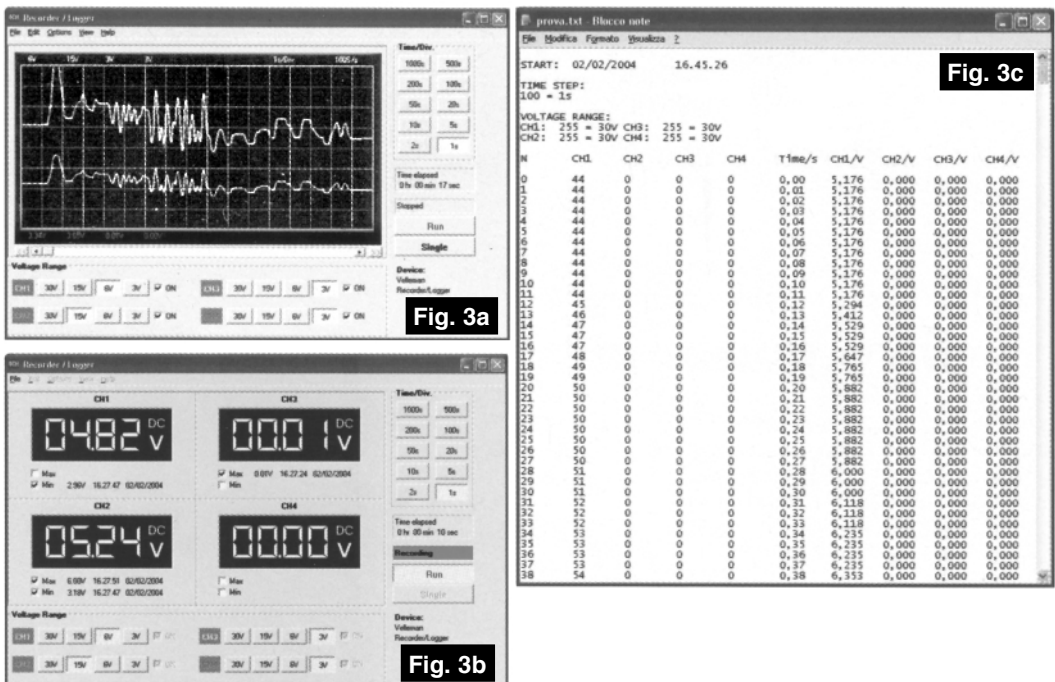 Recorder / Logger
File Edit Options View Help
6V 15V 3V 3V 1s/Div 100S/s
Time/Div.
1000s 500s
200s 100s
50s 20s
10s 5s
2s 1s
Time elapsed
0 hr 00 min 17 sec
Stopped
Run
Single
Voltage Range
CH1 30V 15V 6V 3V ON CH3 30V 15V 6V 3V ON
30V 15V 6V 3V ON 30V 15V 6V 3V ON
Device:
Velleman
Recorder/Logger
Fig. 3a
Recorder / Logger
File
CH1 CH3
04.82 DC V 00.01 DC V
Max
Min 2.90V 16.27.47 02/02/2004
Max 0.01V 16.27.24 02/02/2004
Min
CH2 CH4
05.24 DC V 00.00 DC V
Max 6.60V 16.27.51 02/02/2004
Min 3.18V 16.27.47 02/02/2004
Max
Min
Time/Div.
1000s 500s
200s 100s
50s 20s
10s 5s
2s 1s
Time elapsed
0 hr 00 min 10 sec
Recording
Run
Single
Voltage Range
CH1 30V 15V 6V 3V CH3 30V 15V 6V 3V
30V 15V 6V 3V 30V 15V 6V 3V
Device:
Velleman
Recorder/Logger
Fig. 3b
prova.txt - Blocco note
File Modifica Formato Visualizza ?
START: 02/02/2004 16.45.26
Fig. 3c
TIME STEP:
100 = 1s
VOLTAGE RANGE:
CH1: 255 = 30V CH3: 255 = 30V
CH2: 255 = 30V CH4: 255 = 30V
N CH1 CH2 CH3 CH4 Time/s CH1/V CH2/V CH3/V CH4/V
0 44 0 0 0 0,00 5,176 0,000 0,000 0,000
1 44 0 0 0 0,01 5,176 0,000 0,000 0,000
2 44 0 0 0 0,02 5,176 0,000 0,000 0,000
3 44 0 0 0 0,03 5,176 0,000 0,000 0,000
4 44 0 0 0 0,04 5,176 0,000 0,000 0,000
5 44 0 0 0 0,05 5,176 0,000 0,000 0,000
6 44 0 0 0 0,06 5,176 0,000 0,000 0,000
7 44 0 0 0 0,07 5,176 0,000 0,000 0,000
8 44 0 0 0 0,08 5,176 0,000 0,000 0,000
9 44 0 0 0 0,09 5,176 0,000 0,000 0,000
10 44 0 0 0 0,10 5,176 0,000 0,000 0,000
11 44 0 0 0 0,11 5,176 0,000 0,000 0,000
12 45 0 0 0 0,12 5,294 0,000 0,000 0,000
13 46 0 0 0 0,13 5,412 0,000 0,000 0,000
14 47 0 0 0 0,14 5,529 0,000 0,000 0,000
15 47 0 0 0 0,15 5,529 0,000 0,000 0,000
16 47 0 0 0 0,16 5,529 0,000 0,000 0,000
17 48 0 0 0 0,17 5,647 0,000 0,000 0,000
18 49 0 0 0 0,18 5,765 0,000 0,000 0,000
19 49 0 0 0 0,19 5,765 0,000 0,000 0,000
20 50 0 0 0 0,20 5,882 0,000 0,000 0,000
21 50 0 0 0 0,21 5,882 0,000 0,000 0,000
22 50 0 0 0 0,22 5,882 0,000 0,000 0,000
23 50 0 0 0 0,23 5,882 0,000 0,000 0,000
24 50 0 0 0 0,24 5,882 0,000 0,000 0,000
25 50 0 0 0 0,25 5,882 0,000 0,000 0,000
26 50 0 0 0 0,26 5,882 0,000 0,000 0,000
27 50 0 0 0 0,27 5,882 0,000 0,000 0,000
28 51 0 0 0 0,28 6,000 0,000 0,000 0,000
29 51 0 0 0 0,29 6,000 0,000 0,000 0,000
30 51 0 0 0 0,30 6,000 0,000 0,000 0,000
31 52 0 0 0 0,31 6,118 0,000 0,000 0,000
32 52 0 0 0 0,32 6,118 0,000 0,000 0,000
33 52 0 0 0 0,33 6,118 0,000 0,000 0,000
34 53 0 0 0 0,34 6,235 0,000 0,000 0,000
35 53 0 0 0 0,35 6,235 0,000 0,000 0,000
36 53 0 0 0 0,36 6,235 0,000 0,000 0,000
37 53 0 0 0 0,37 6,235 0,000 0,000 0,000
38 54 0 0 0 0,38 6,353 0,000 0,000 0,000